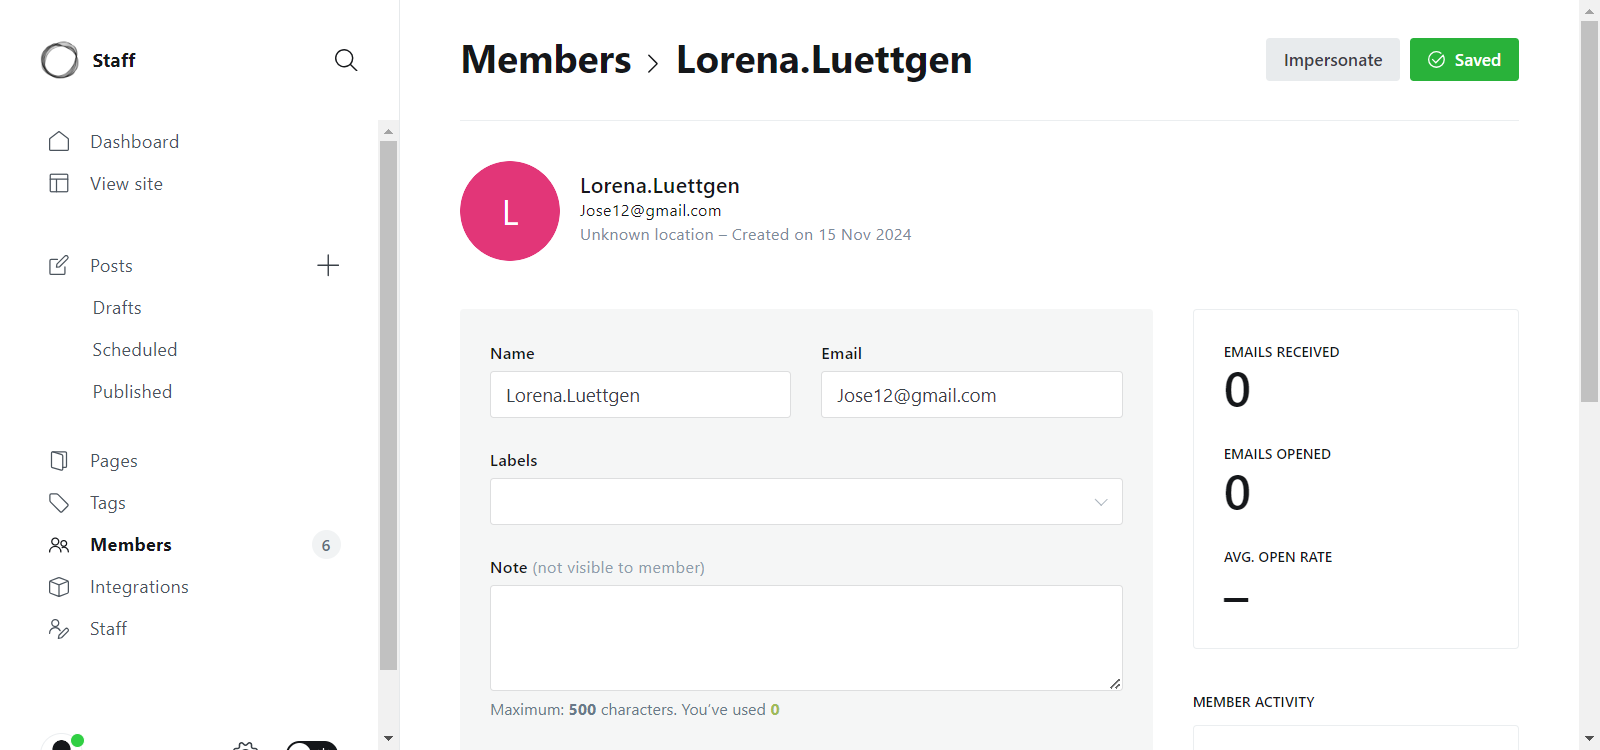 Staff
Dashboard
View site
Posts
Drafts
Scheduled
Published
Pages
Tags
Members 6
Integrations
Staff
Members > Lorena.Luettgen
Impersonate
Saved
L
Lorena.Luettgen
Jose12@gmail.com
Unknown location – Created on 15 Nov 2024
Name
Lorena.Luettgen
Email
Jose12@gmail.com
Labels
Note (not visible to member)
Maximum: 500 characters. You’ve used 0
EMAILS RECEIVED
0
EMAILS OPENED
0
AVG. OPEN RATE
–
MEMBER ACTIVITY